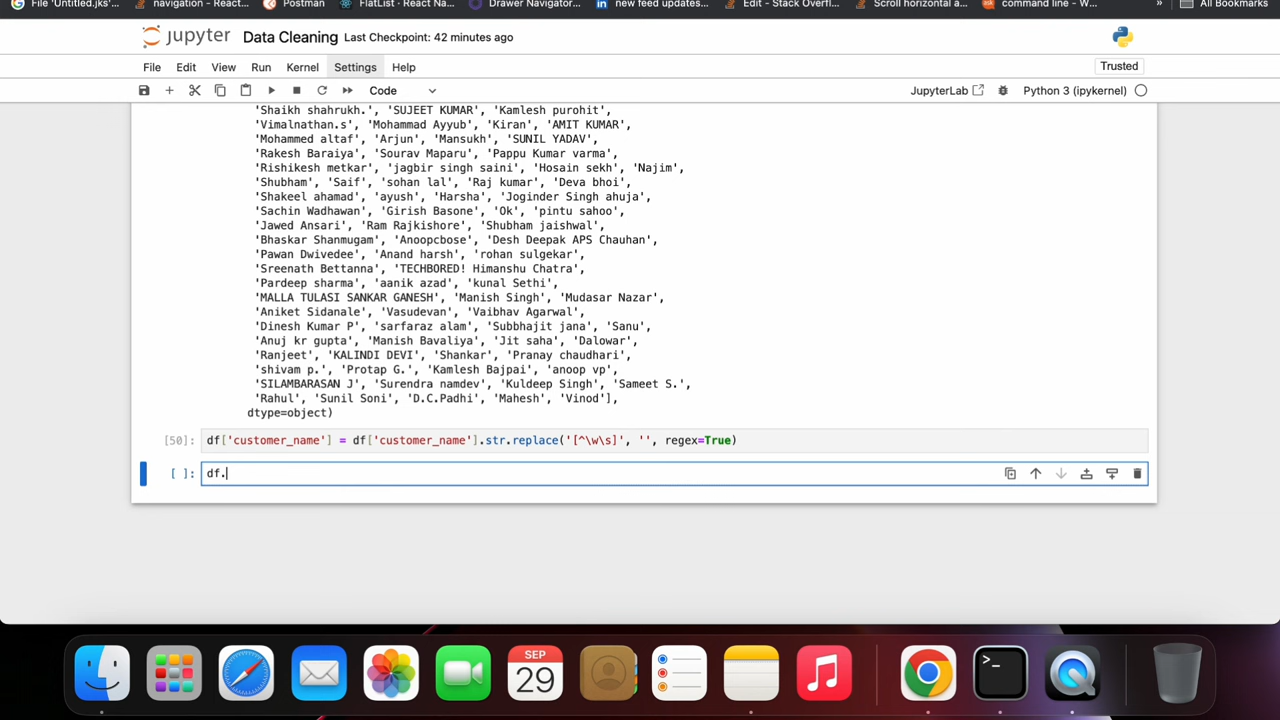 File 'Untitled.jks'...
navigation - React...
Postman
FlatList · React Na...
Drawer Navigator...
new feed updates...
Edit - Stack Overfl...
Scroll horizontal a...
command line - W...
»
All Bookmarks
jupyter Data Cleaning Last Checkpoint: 42 minutes ago
File Edit View Run Kernel Settings Help
Trusted
Code
JupyterLab
Python 3 (ipykernel)
'Shaikh shahrukh.', 'SUJEET KUMAR', 'Kamlesh purohit',
'Vimalnathan.s', 'Mohammad Ayyub', 'Kiran', 'AMIT KUMAR',
'Mohammed altaf', 'Arjun', 'Mansukh', 'SUNIL YADAV',
'Rakesh Baraiya', 'Sourav Maparu', 'Pappu Kumar varma',
'Rishikesh metkar', 'jagbir singh saini', 'Hosain sekh', 'Najim',
'Shubham', 'Saif', 'sohan lal', 'Raj kumar', 'Deva bhoi',
'Shakeel ahamad', 'ayush', 'Harsha', 'Joginder Singh ahuja',
'Sachin Wadhawan', 'Girish Basone', 'Ok', 'pintu sahoo',
'Jawed Ansari', 'Ram Rajkishore', 'Shubham jaishwal',
'Bhaskar Shanmugam', 'Anoopcbose', 'Desh Deepak APS Chauhan',
'Pawan Dwivedee', 'Anand harsh', 'rohan sulgekar',
'Sreenath Bettanna', 'TECHBORED! Himanshu Chatra',
'Pardeep sharma', 'aanik azad', 'kunal Sethi',
'MALLA TULASI SANKAR GANESH', 'Manish Singh', 'Mudasar Nazar',
'Aniket Sidanale', 'Vasudevan', 'Vaibhav Agarwal',
'Dinesh Kumar P', 'sarfaraz alam', 'Subbhajit jana', 'Sanu',
'Anuj kr gupta', 'Manish Bavaliya', 'Jit saha', 'Dalowar',
'Ranjeet', 'KALINDI DEVI', 'Shankar', 'Pranay chaudhari',
'shivam p.', 'Protap G.', 'Kamlesh Bajpai', 'anoop vp',
'SILAMBARASAN J', 'Surendra namdev', 'Kuldeep Singh', 'Sameet S.',
'Rahul', 'Sunil Soni', 'D.C.Padhi', 'Mahesh', 'Vinod'],
dtype=object)
[50]: df['customer_name'] = df['customer_name'].str.replace('[^\w\s]', '', regex=True)
[ ]: df.
SEP
29
>_